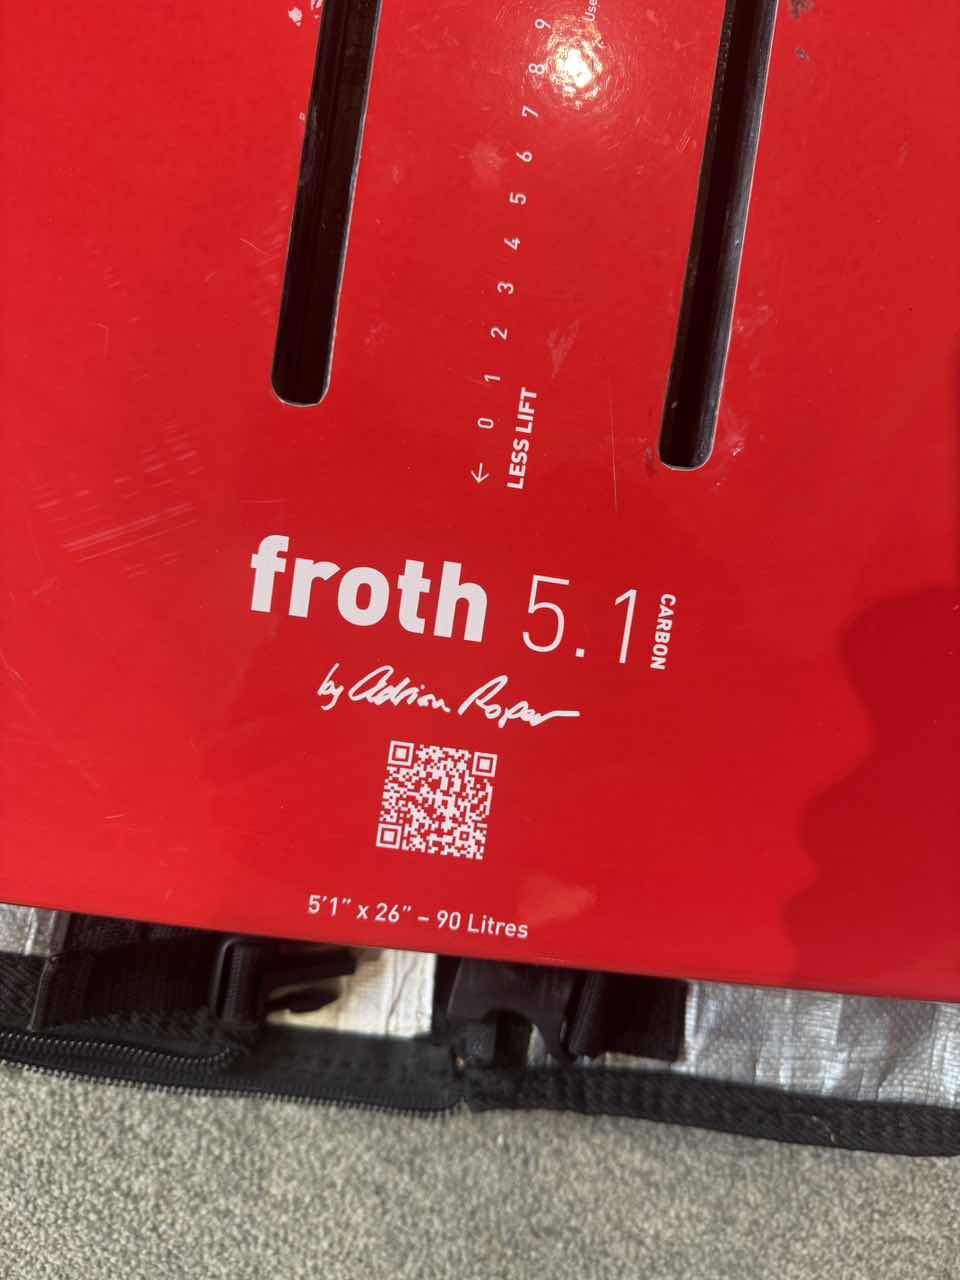 Use
9
8
7
6
5
4
3
2
1
← 0
LESS LIFT
froth 5.1 CARBON
by Adrian Roper
5'1" x 26" – 90 Litres